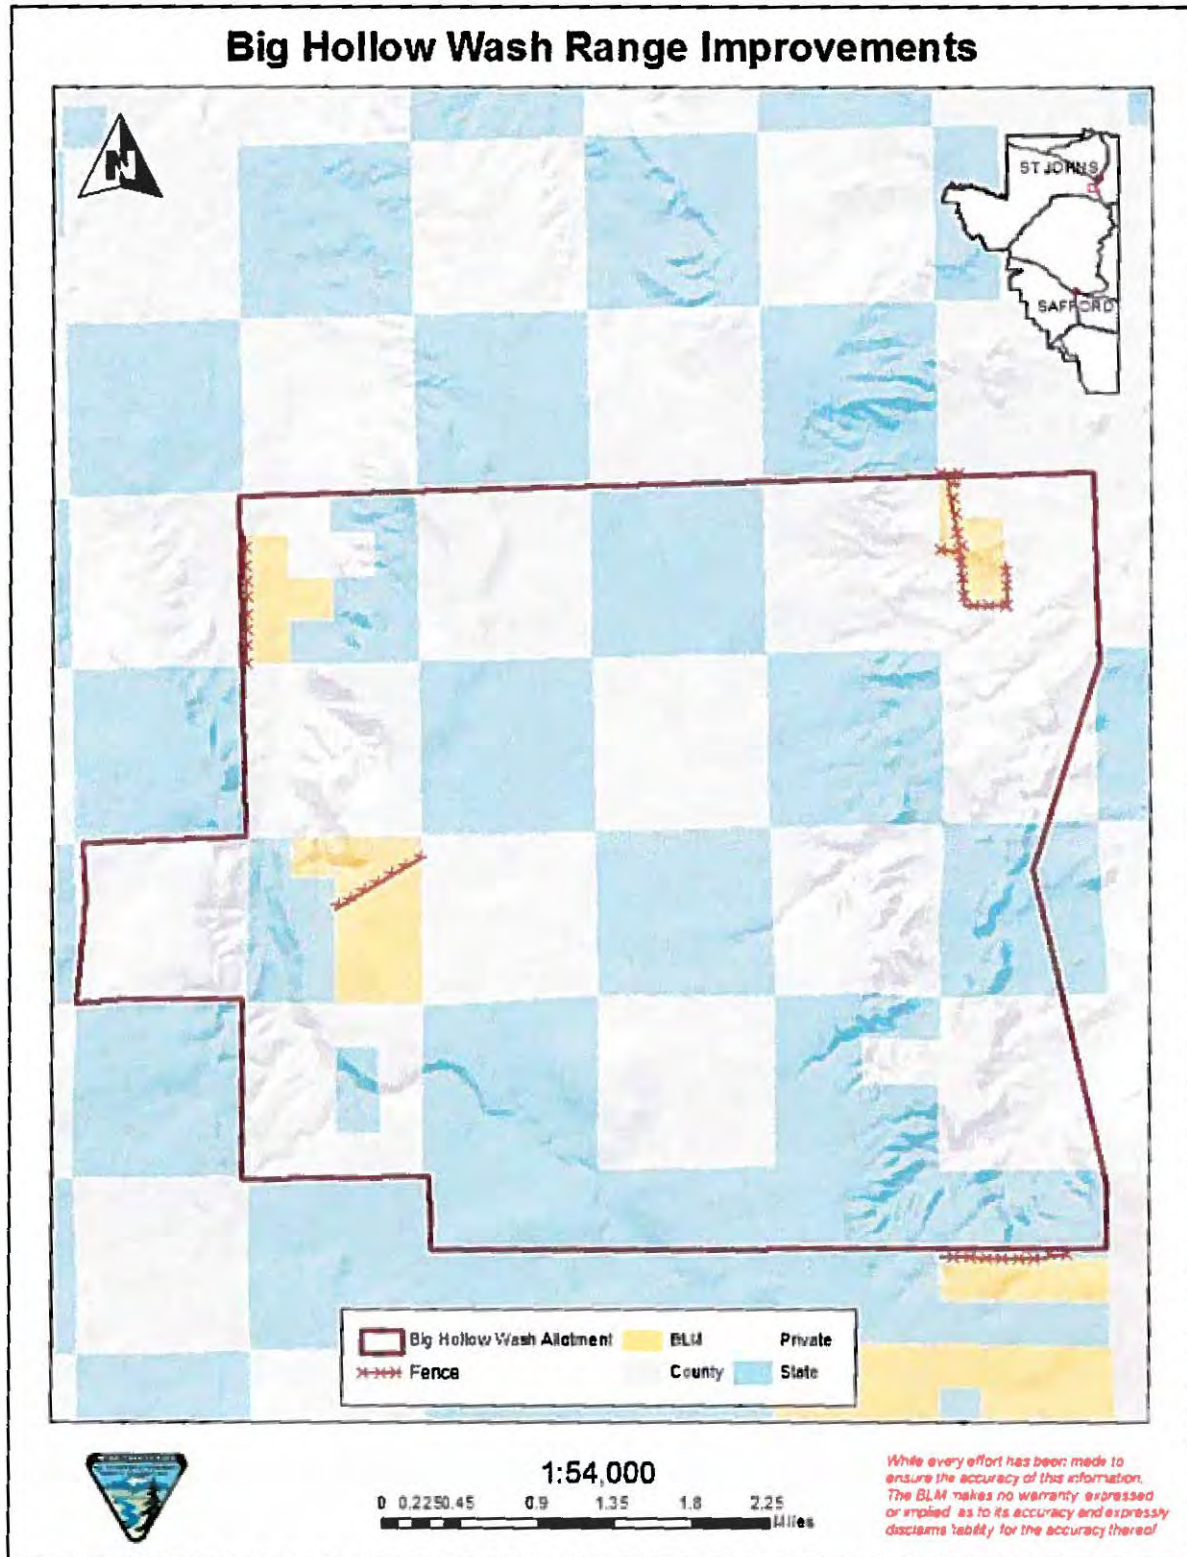 Big Hollow Wash Range Improvements
N
ST JOHNS
SAFFORD
Big Hollow Wash Allotment BLM Private
Fence County State
1:54,000
0 0.2250.45 0.9 1.35 1.8 2.25
Miles
While every effort has been made to
ensure the accuracy of this information,
The BLM makes no warranty expressed
or implied as to its accuracy and expressly
disclaims liability for the accuracy thereof